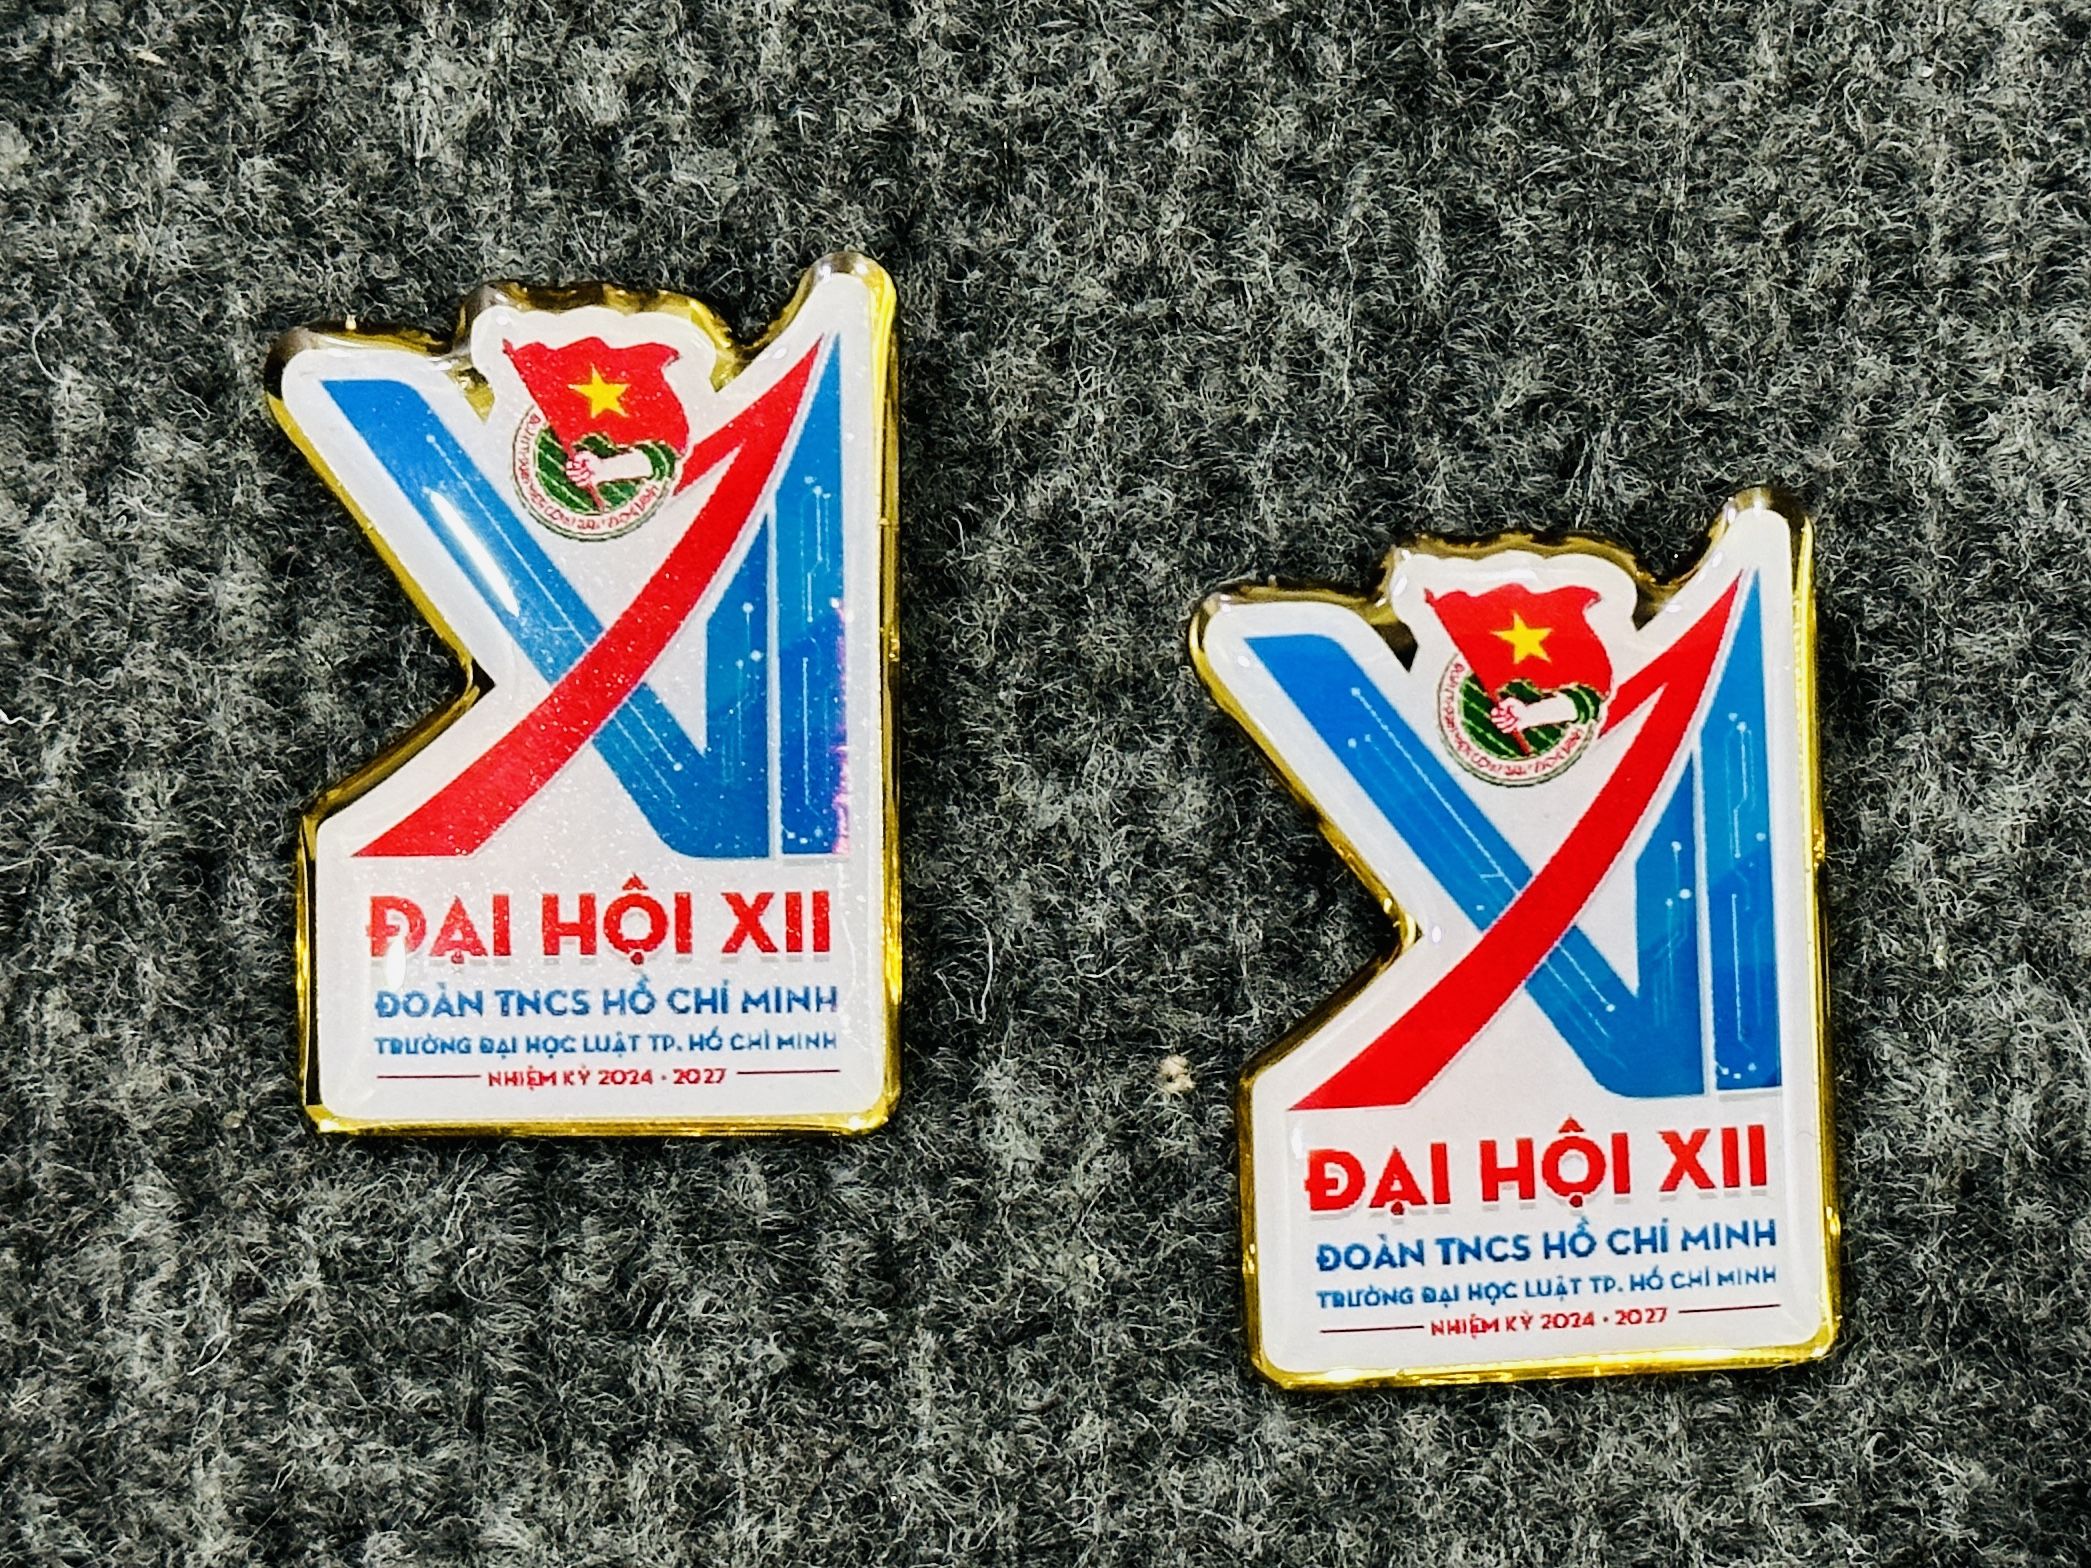 ĐẠI HỘI XII
ĐOÀN TNCS HỒ CHÍ MINH
TRƯỜNG ĐẠI HỌC LUẬT TP. HỒ CHÍ MINH
NHIỆM KỲ 2024 - 2027
ĐẠI HỘI XII
ĐOÀN TNCS HỒ CHÍ MINH
TRƯỜNG ĐẠI HỌC LUẬT TP. HỒ CHÍ MINH
NHIỆM KỲ 2024 - 2027